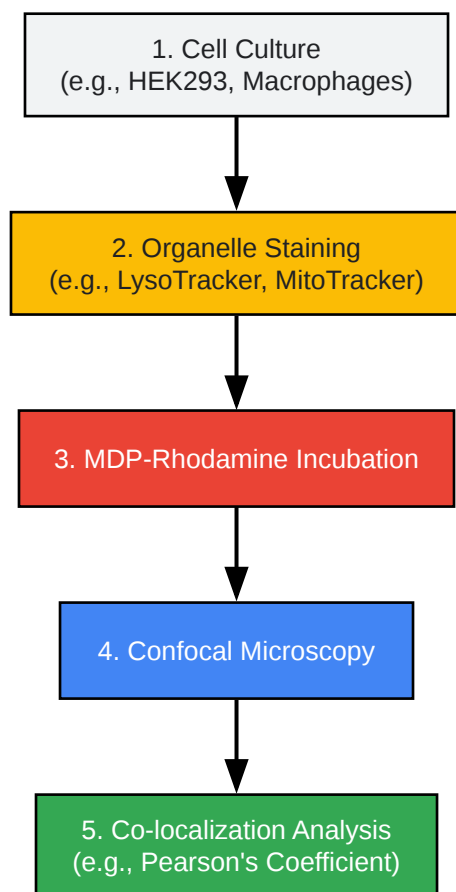 1. Cell Culture
(e.g., HEK293, Macrophages)
2. Organelle Staining
(e.g., LysoTracker, MitoTracker)
3. MDP-Rhodamine Incubation
4. Confocal Microscopy
5. Co-localization Analysis
(e.g., Pearson's Coefficient)